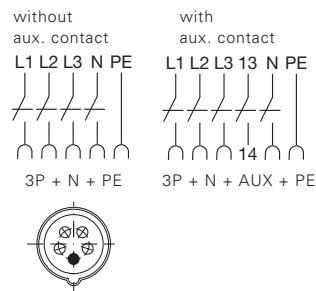 without
aux. contact
L1 L2 L3 N PE
3P + N + PE
with
aux. contact
L1 L2 L3 13 N PE
14
3P + N + AUX + PE